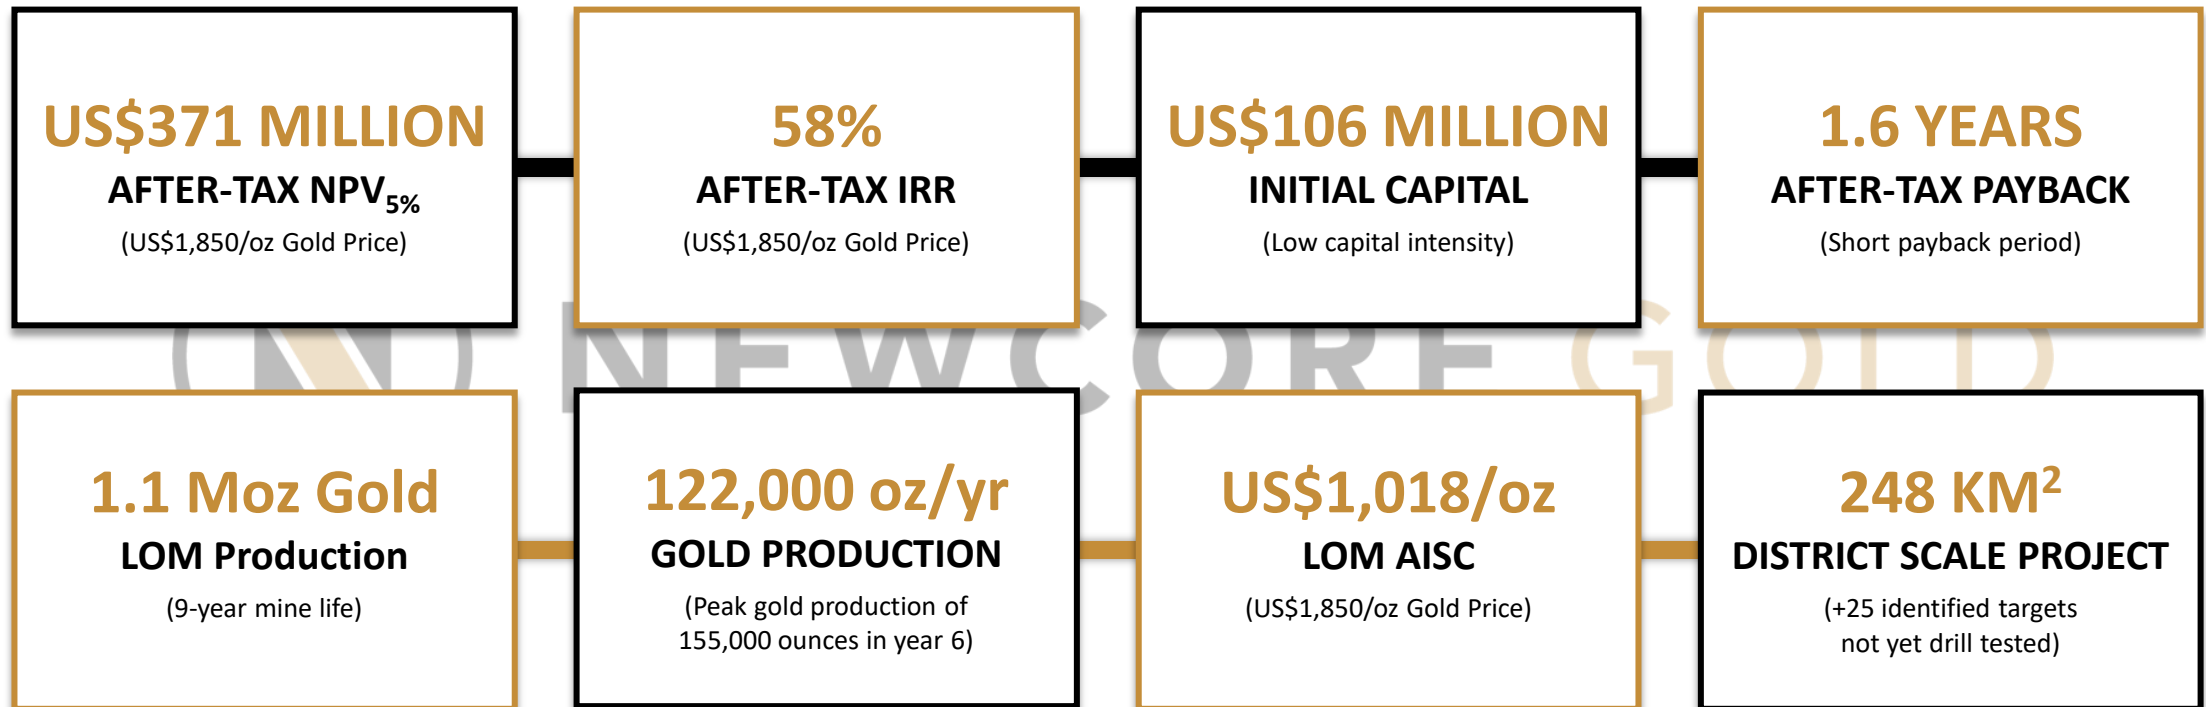 US$371 MILLION
AFTER-TAX NPV5%
(US$1,850/oz Gold Price)
58%
AFTER-TAX IRR
(US$1,850/oz Gold Price)
US$106 MILLION
INITIAL CAPITAL
(Low capital intensity)
1.6 YEARS
AFTER-TAX PAYBACK
(Short payback period)
NEWCORE GOLD
1.1 Moz Gold
LOM Production
(9-year mine life)
122,000 oz/yr
GOLD PRODUCTION
(Peak gold production of
155,000 ounces in year 6)
US$1,018/oz
LOM AISC
(US$1,850/oz Gold Price)
248 KM²
DISTRICT SCALE PROJECT
(+25 identified targets
not yet drill tested)